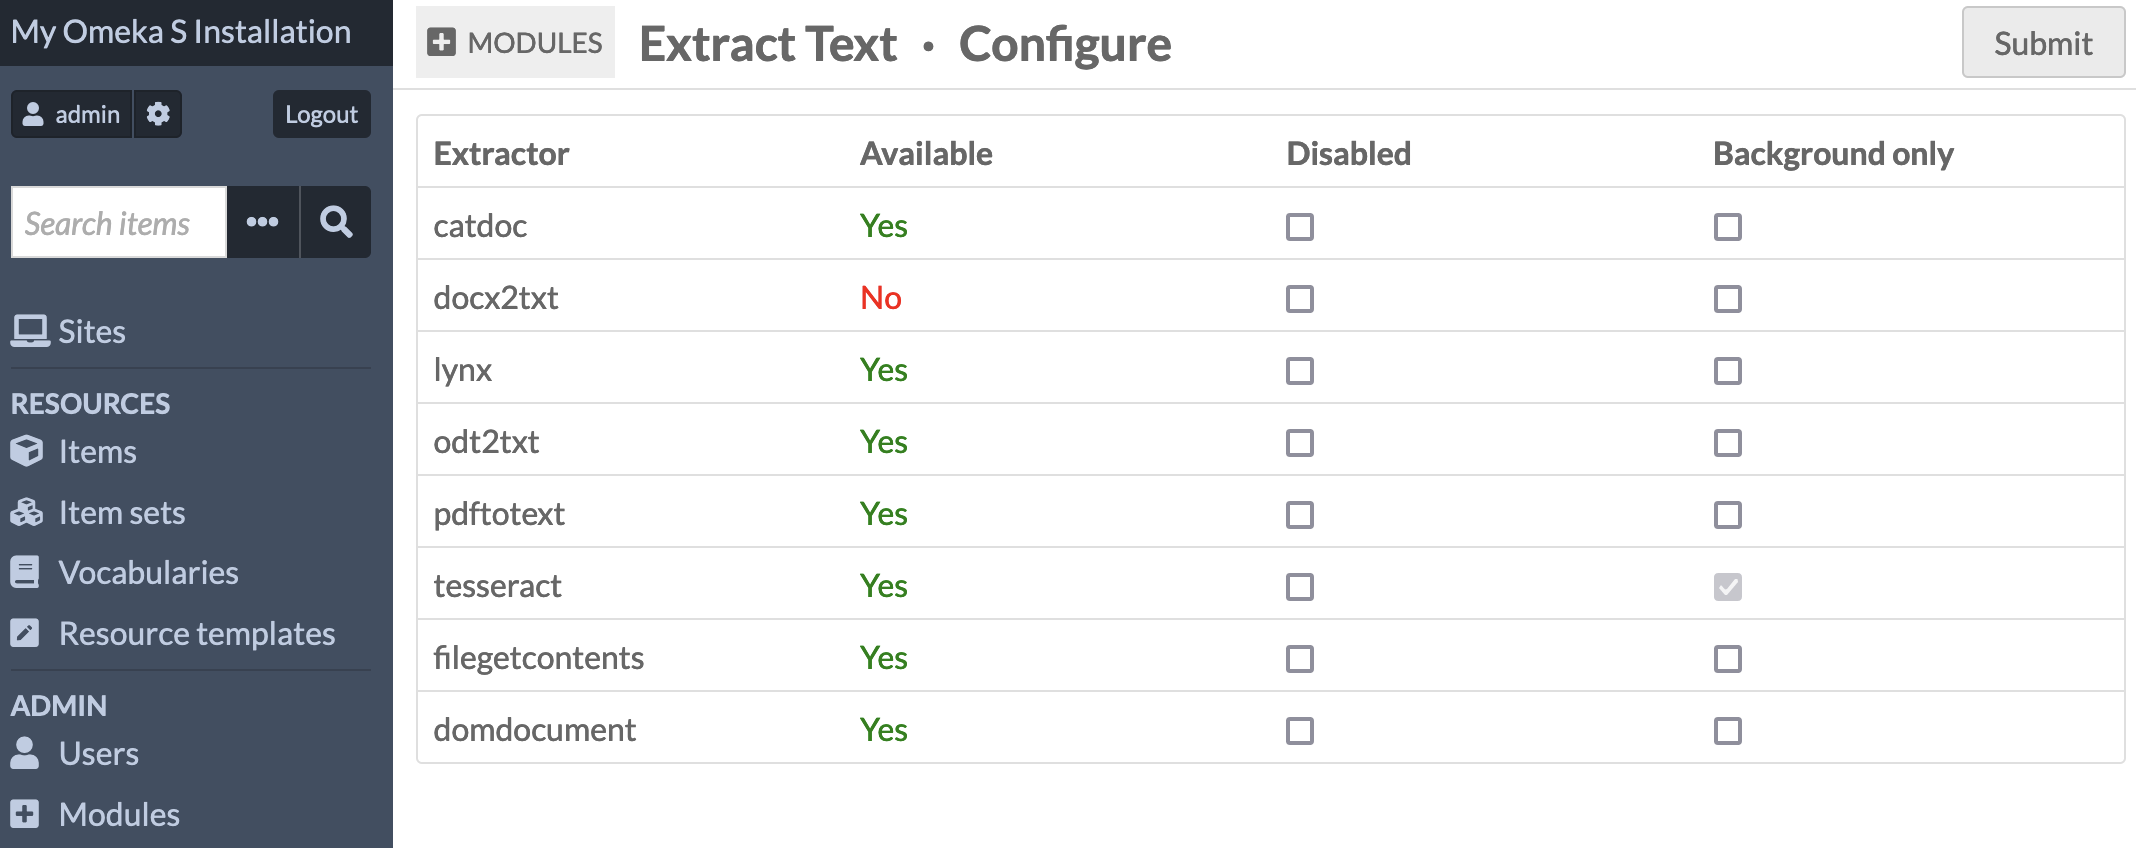 My Omeka S Installation
admin
Logout
Search items
Sites
RESOURCES
Items
Item sets
Vocabularies
Resource templates
ADMIN
Users
Modules
MODULES Extract Text · Configure
Submit
Extractor Available Disabled Background only
catdoc Yes
docx2txt No
lynx Yes
odt2txt Yes
pdftotext Yes
tesseract Yes
filegetcontents Yes
domdocument Yes